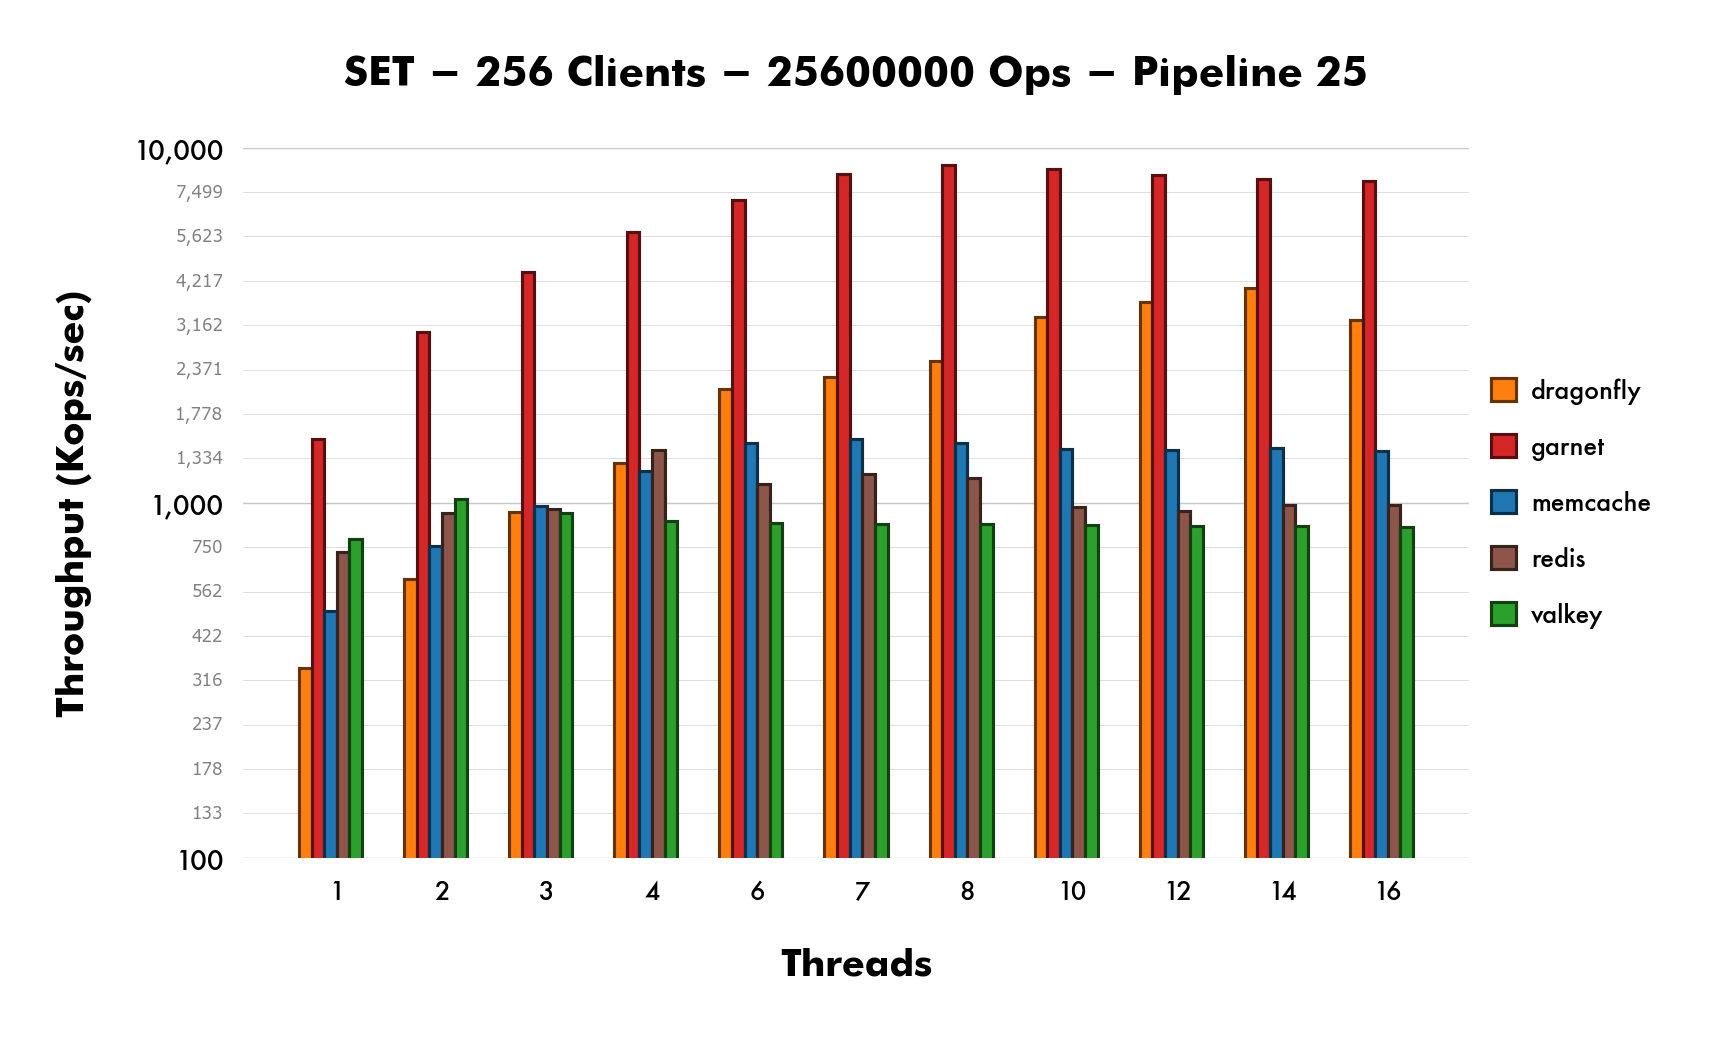 SET – 256 Clients – 25600000 Ops – Pipeline 25
Throughput (Kops/sec)
10,000
7,499
5,623
4,217
3,162
2,371
1,778
1,334
1,000
750
562
422
316
237
178
133
100
1 2 3 4 6 7 8 10 12 14 16
Threads
dragonfly
garnet
memcache
redis
valkey